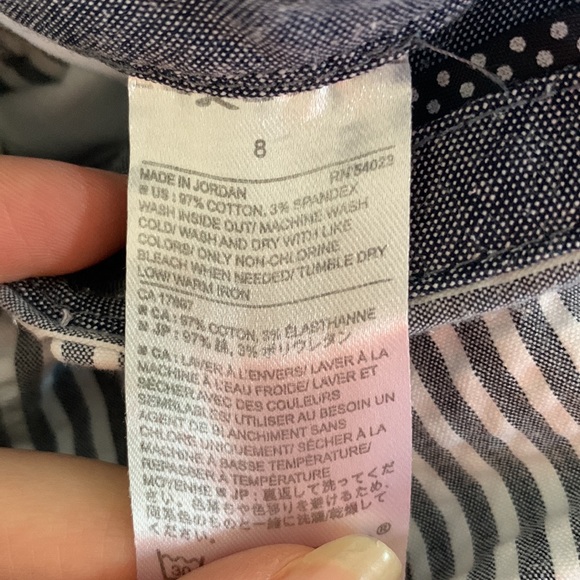 8
RN 54023
MADE IN JORDAN
■ US : 97% COTTON, 3% SPANDEX
WASH INSIDE OUT/ MACHINE WASH
COLD/ WASH AND DRY WITH LIKE
COLORS/ ONLY NON-CHLORINE
BLEACH WHEN NEEDED/ TUMBLE DRY
LOW/ WARM IRON
CA 17897
■ CA : 97% COTTON, 3% ÉLASTHANNE
■ JP : 97% 綿, 3% ポリウレタン
■ CA : LAVER À L'ENVERS/ LAVER À LA
MACHINE À L'EAU FROIDE/ LAVER ET
SÉCHER AVEC DES COULEURS
SEMBLABLES/ UTILISER AU BESOIN UN
AGENT DE BLANCHIMENT SANS
CHLORE UNIQUEMENT/ SÉCHER À LA
MACHINE À BASSE TEMPÉRATURE/
REPASSER À TEMPÉRATURE
MOYENNE ■ JP : 裏返して洗ってくだ
さい。色落ちや色移りを避けるため、
同系色のものと一緒に洗濯/乾燥して
ください。
®
30